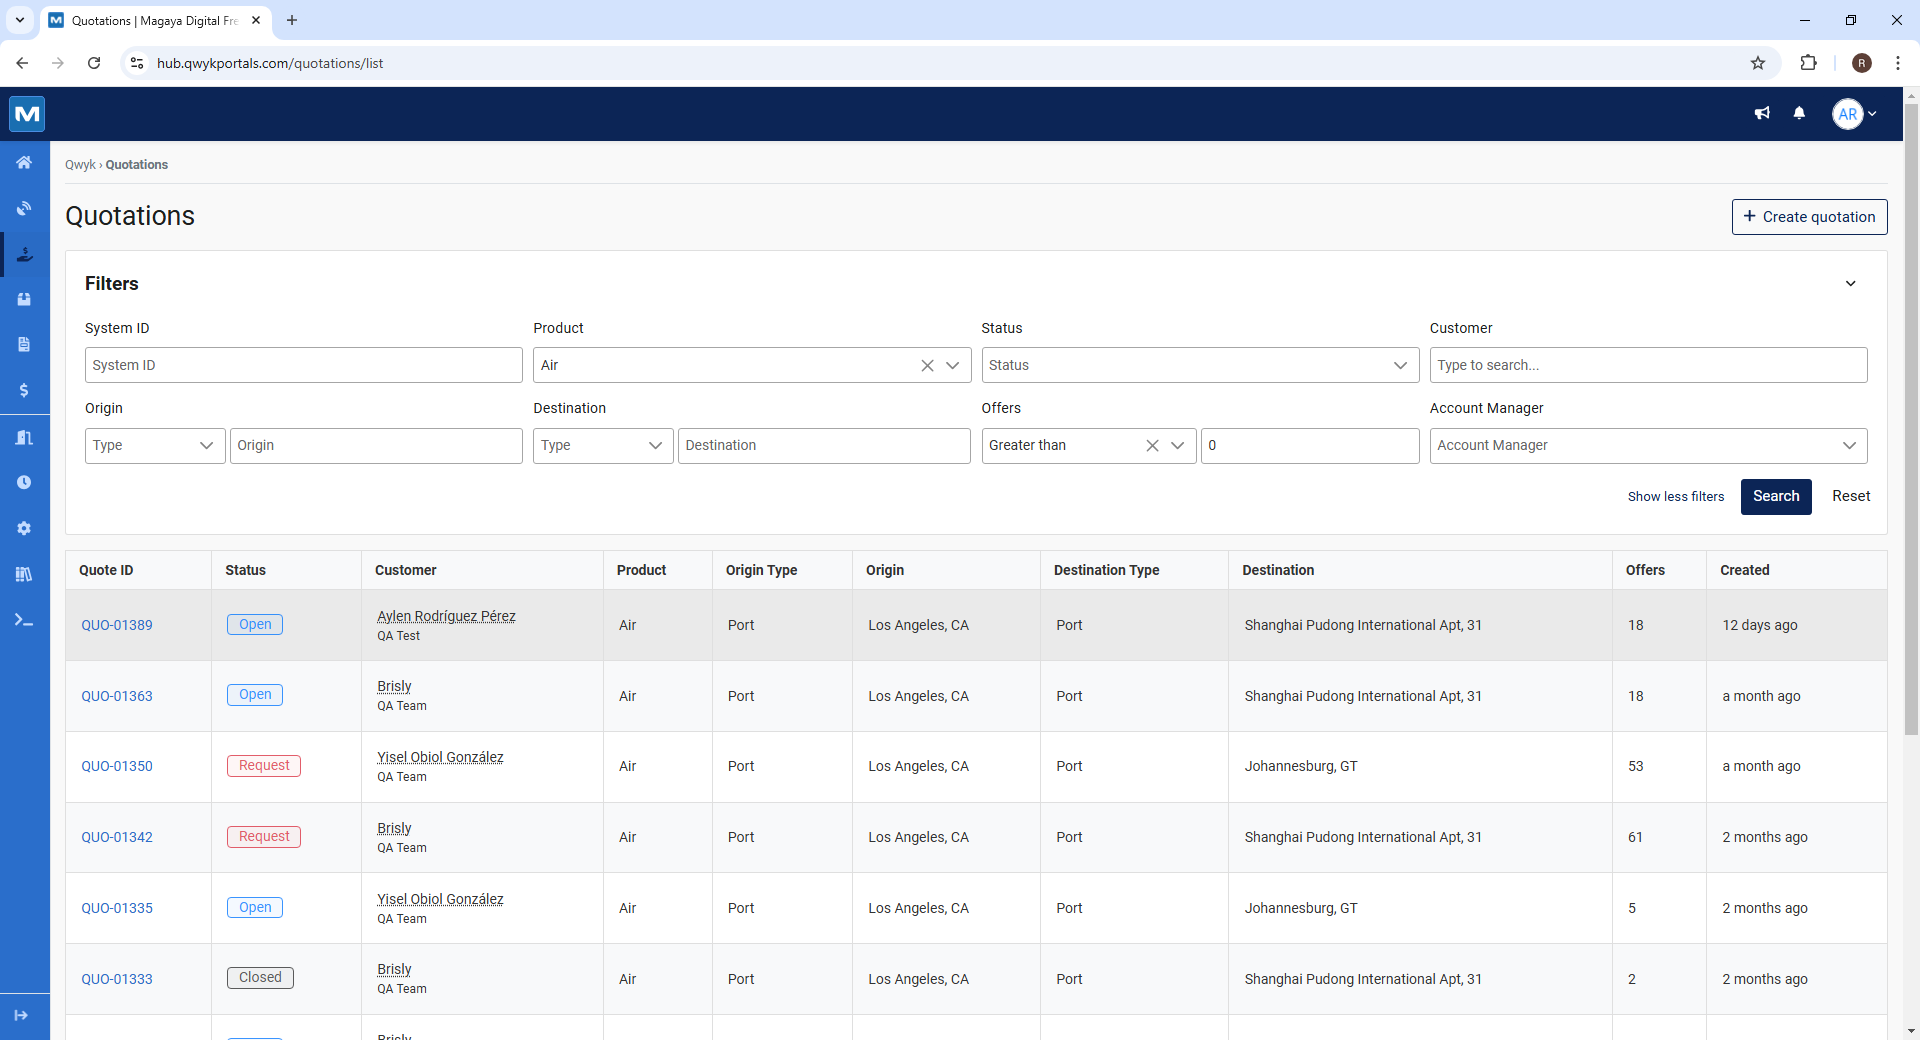 Quotations | Magaya Digital Fre
hub.qwykportals.com/quotations/list
R
M
AR
Qwyk › Quotations
Quotations
+ Create quotation
Filters
System ID Product Status Customer
System ID Air Status Type to search...
Origin Destination Offers Account Manager
Type Origin Type Destination Greater than 0 Account Manager
Show less filters Search Reset
Quote ID Status Customer Product Origin Type Origin Destination Type Destination Offers Created
QUO-01389 Open Aylen Rodríguez Pérez Air Port Los Angeles, CA Port Shanghai Pudong International Apt, 31 18 12 days ago
QA Test
QUO-01363 Open Brisly Air Port Los Angeles, CA Port Shanghai Pudong International Apt, 31 18 a month ago
QA Team
QUO-01350 Request Yisel Obiol González Air Port Los Angeles, CA Port Johannesburg, GT 53 a month ago
QA Team
QUO-01342 Request Brisly Air Port Los Angeles, CA Port Shanghai Pudong International Apt, 31 61 2 months ago
QA Team
QUO-01335 Open Yisel Obiol González Air Port Los Angeles, CA Port Johannesburg, GT 5 2 months ago
QA Team
QUO-01333 Closed Brisly Air Port Los Angeles, CA Port Shanghai Pudong International Apt, 31 2 2 months ago
QA Team
Brisly